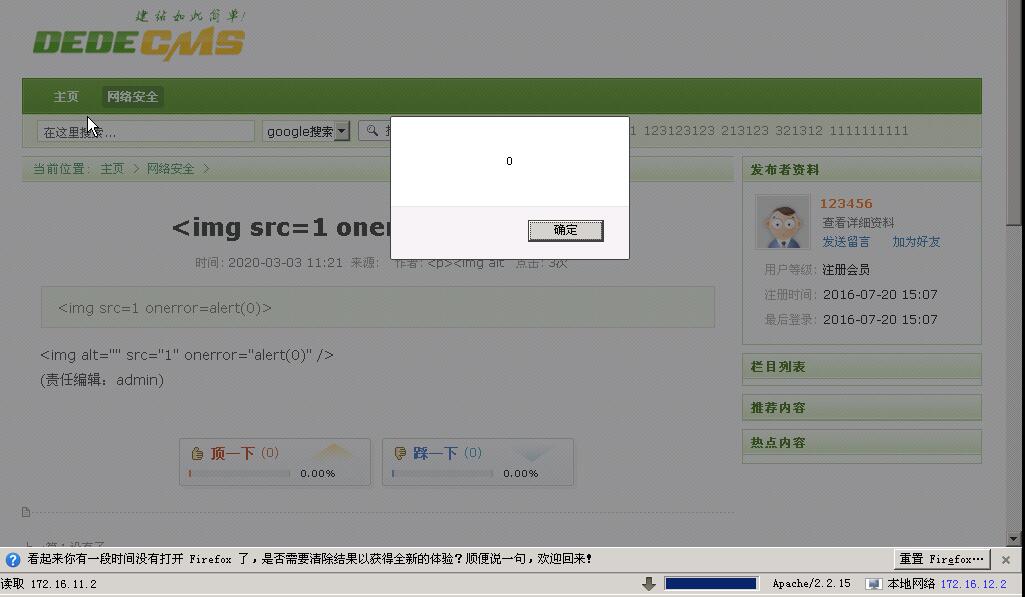 建站如此简单!
DEDECMS
主页 网络安全
在这里搜索... google搜索 1 123123123 213123 321312 1111111111
0
确定
当前位置: 主页 > 网络安全 >
<img src=1 oner
时间: 2020-03-03 11:21 来源: 作者: <p><img alt 点击: 3次
<img src=1 onerror=alert(0)>
<img alt="" src="1" onerror="alert(0)" />
(责任编辑：admin)
顶一下 (0)
0.00%
踩一下 (0)
0.00%
发布者资料
123456
查看详细资料
发送留言 加为好友
用户等级: 注册会员
注册时间: 2016-07-20 15:07
最后登录: 2016-07-20 15:07
栏目列表
推荐内容
热点内容
看起来你有一段时间没有打开 Firefox 了，是否需要清除结果以获得全新的体验？顺便说一句，欢迎回来! 重置 Firefox…
读取 172.16.11.2 Apache/2.2.15 本地网络 172.16.12.2